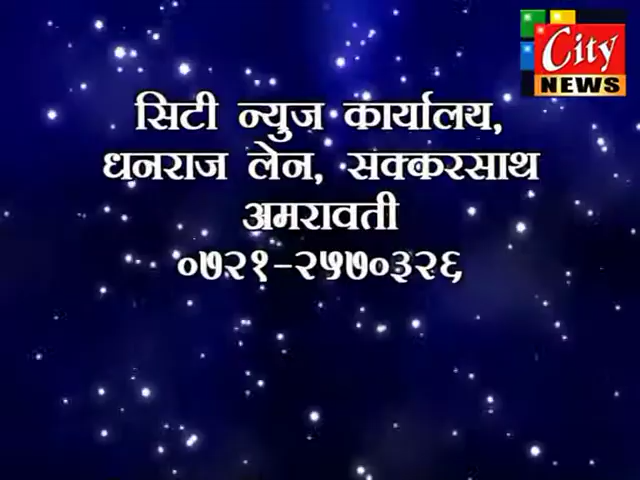 City
NEWS
सिटी न्युज कार्यालय,
धनराज लेन, सक्करसाथ
अमरावती
०७२१-२५७०३२६